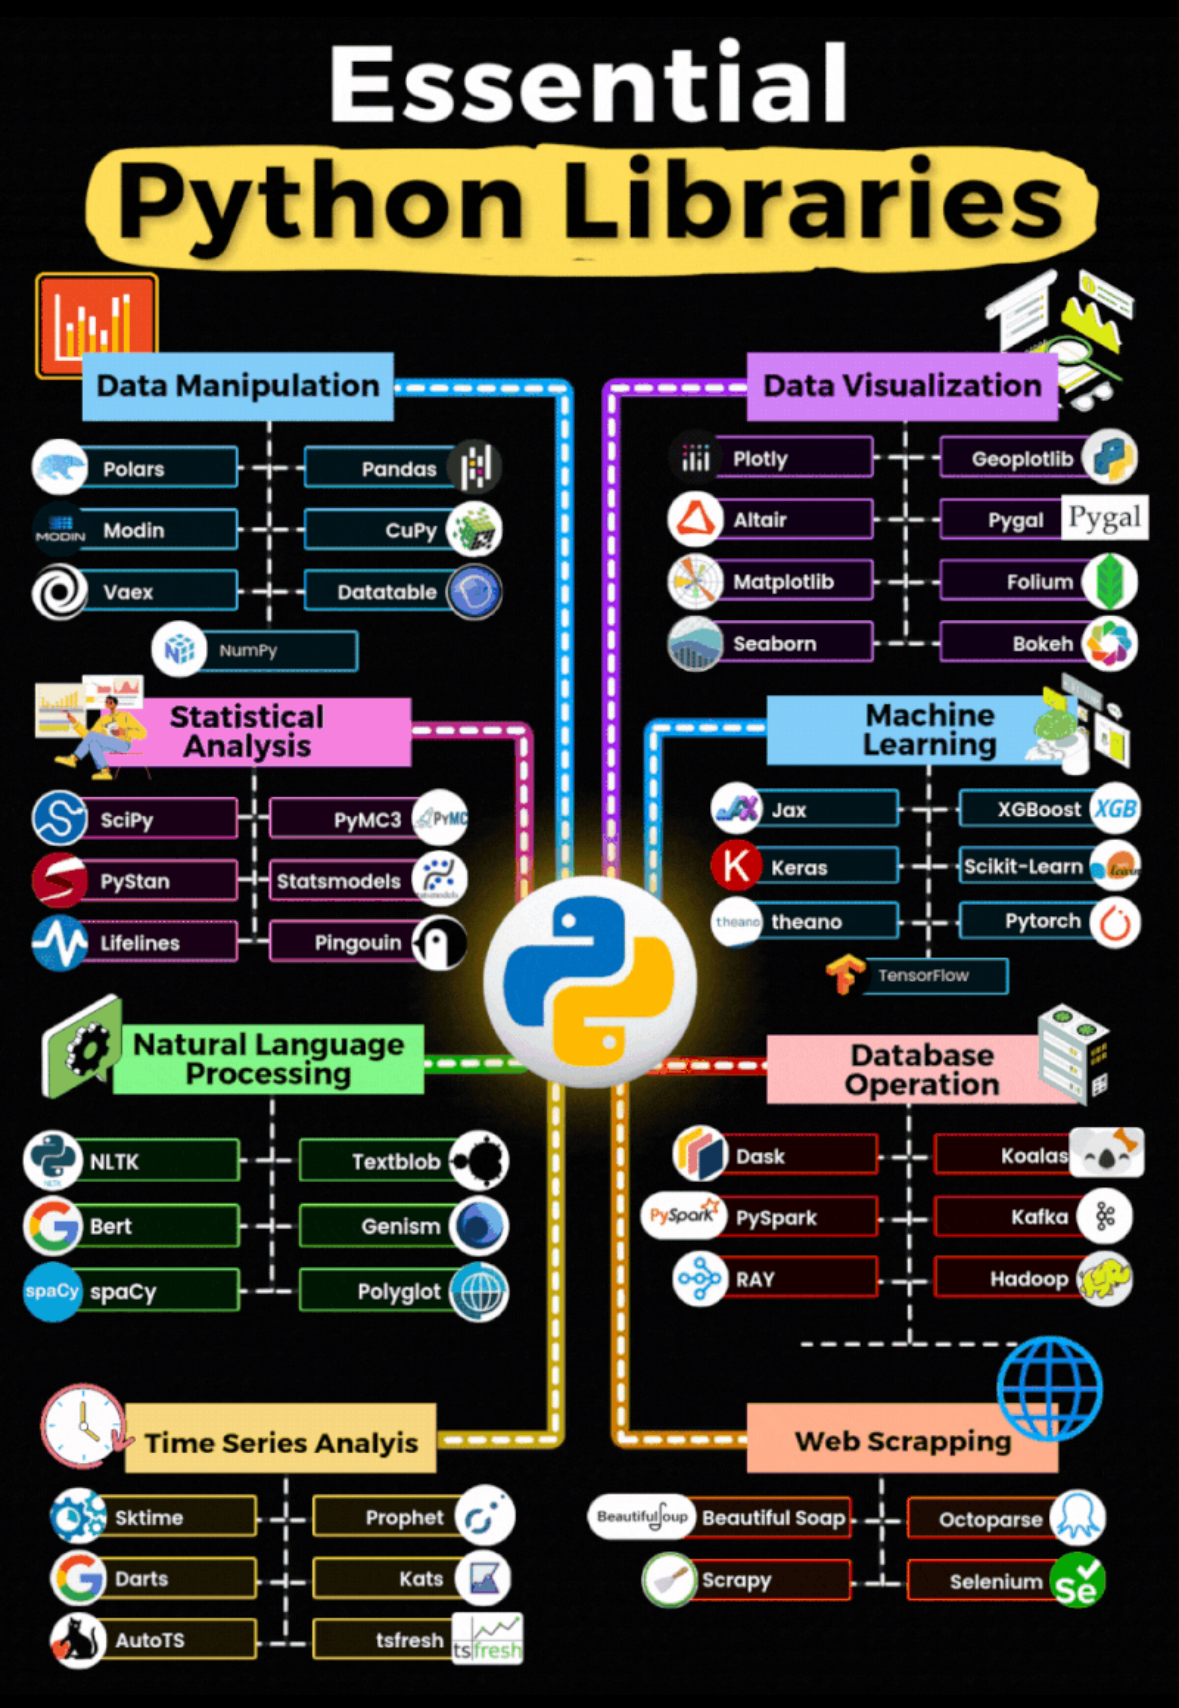 Essential
Python Libraries
Data Manipulation
Polars
Pandas
MODIN
Modin
CuPy
Vaex
Datatable
N
NumPy
Data Visualization
Plotly
Geoplotlib
Altair
Pygal
Pygal
Matplotlib
Folium
Seaborn
Bokeh
Statistical
Analysis
SciPy
PyMC3
PyMC
PyStan
Statsmodels
Lifelines
Pingouin
Machine
Learning
Jax
XGBoost
XGB
K
Keras
Scikit-Learn
learn
theano
theano
Pytorch
TensorFlow
Natural Language
Processing
NLTK
NLTK
Textblob
G
Bert
Genism
spaCy
spaCy
Polyglot
Database
Operation
Dask
Koalas
PySpark
PySpark
Kafka
RAY
Hadoop
Time Series Analyis
Sktime
Prophet
G
Darts
Kats
AutoTS
tsfresh
tsfresh
Web Scrapping
BeautifulSoup
Beautiful Soap
Octoparse
Scrapy
Selenium
Se